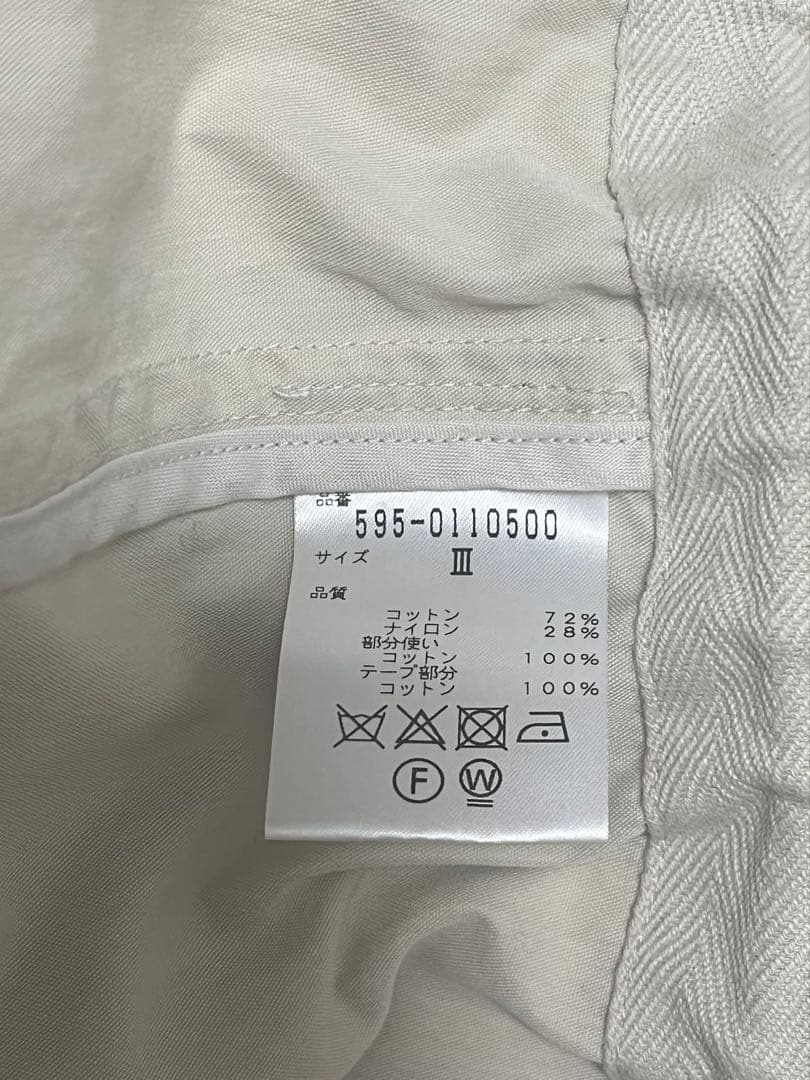 品番
595-0110500
サイズ
Ⅲ
品質
コットン 72%
ナイロン 28%
部分使い
コットン 100%
テープ部分
コットン 100%
F W